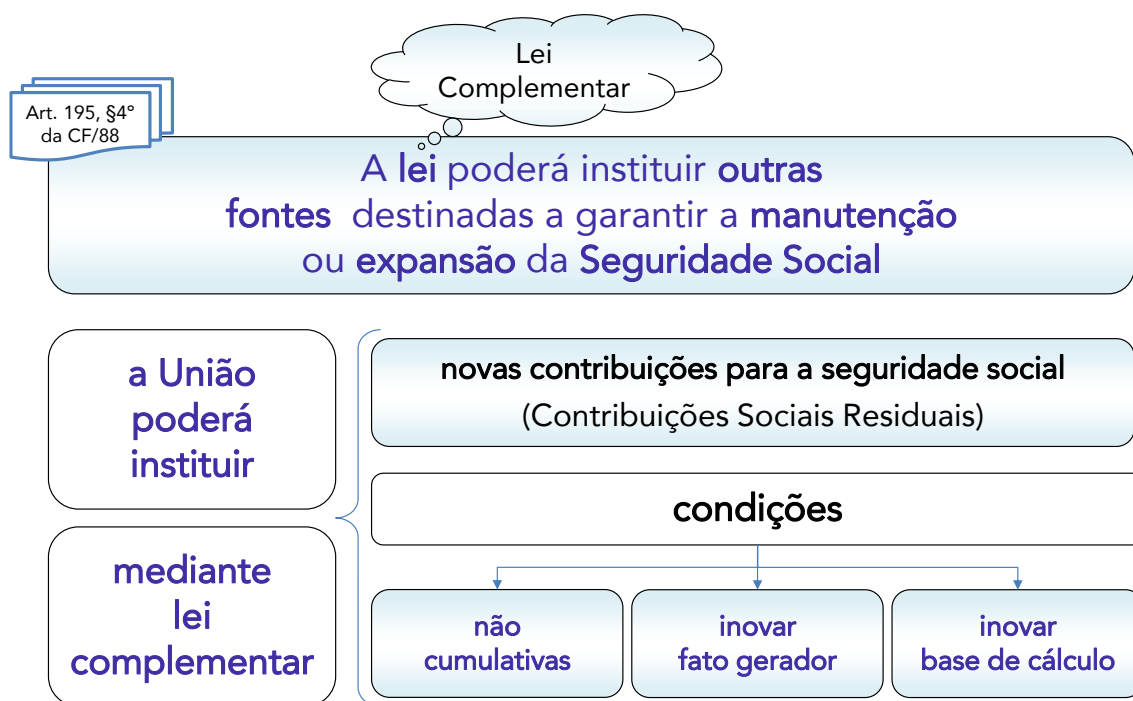 Lei
Complementar
Art. 195, §4º
da CF/88
A lei poderá instituir outras
fontes destinadas a garantir a manutenção
ou expansão da Seguridade Social
a União
poderá
instituir
mediante
lei
complementar
novas contribuições para a seguridade social
(Contribuições Sociais Residuais)
condições
não
cumulativas
inovar
fato gerador
inovar
base de cálculo